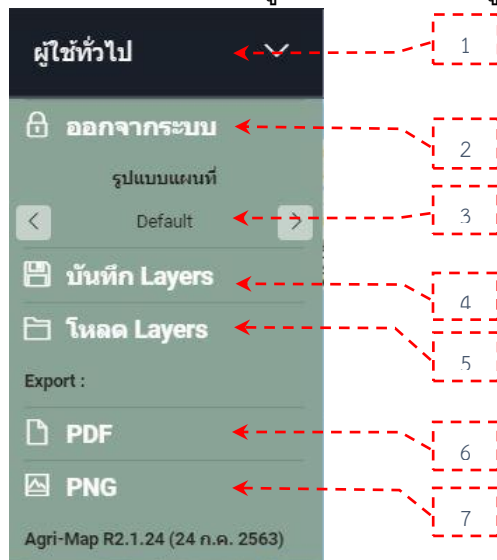 ผู้ใช้ทั่วไป
1
ออกจากระบบ
2
รูปแบบแผนที่
< Default >
3
บันทึก Layers
4
โหลด Layers
5
Export :
PDF
6
PNG
7
Agri-Map R2.1.24 (24 ก.ค. 2563)